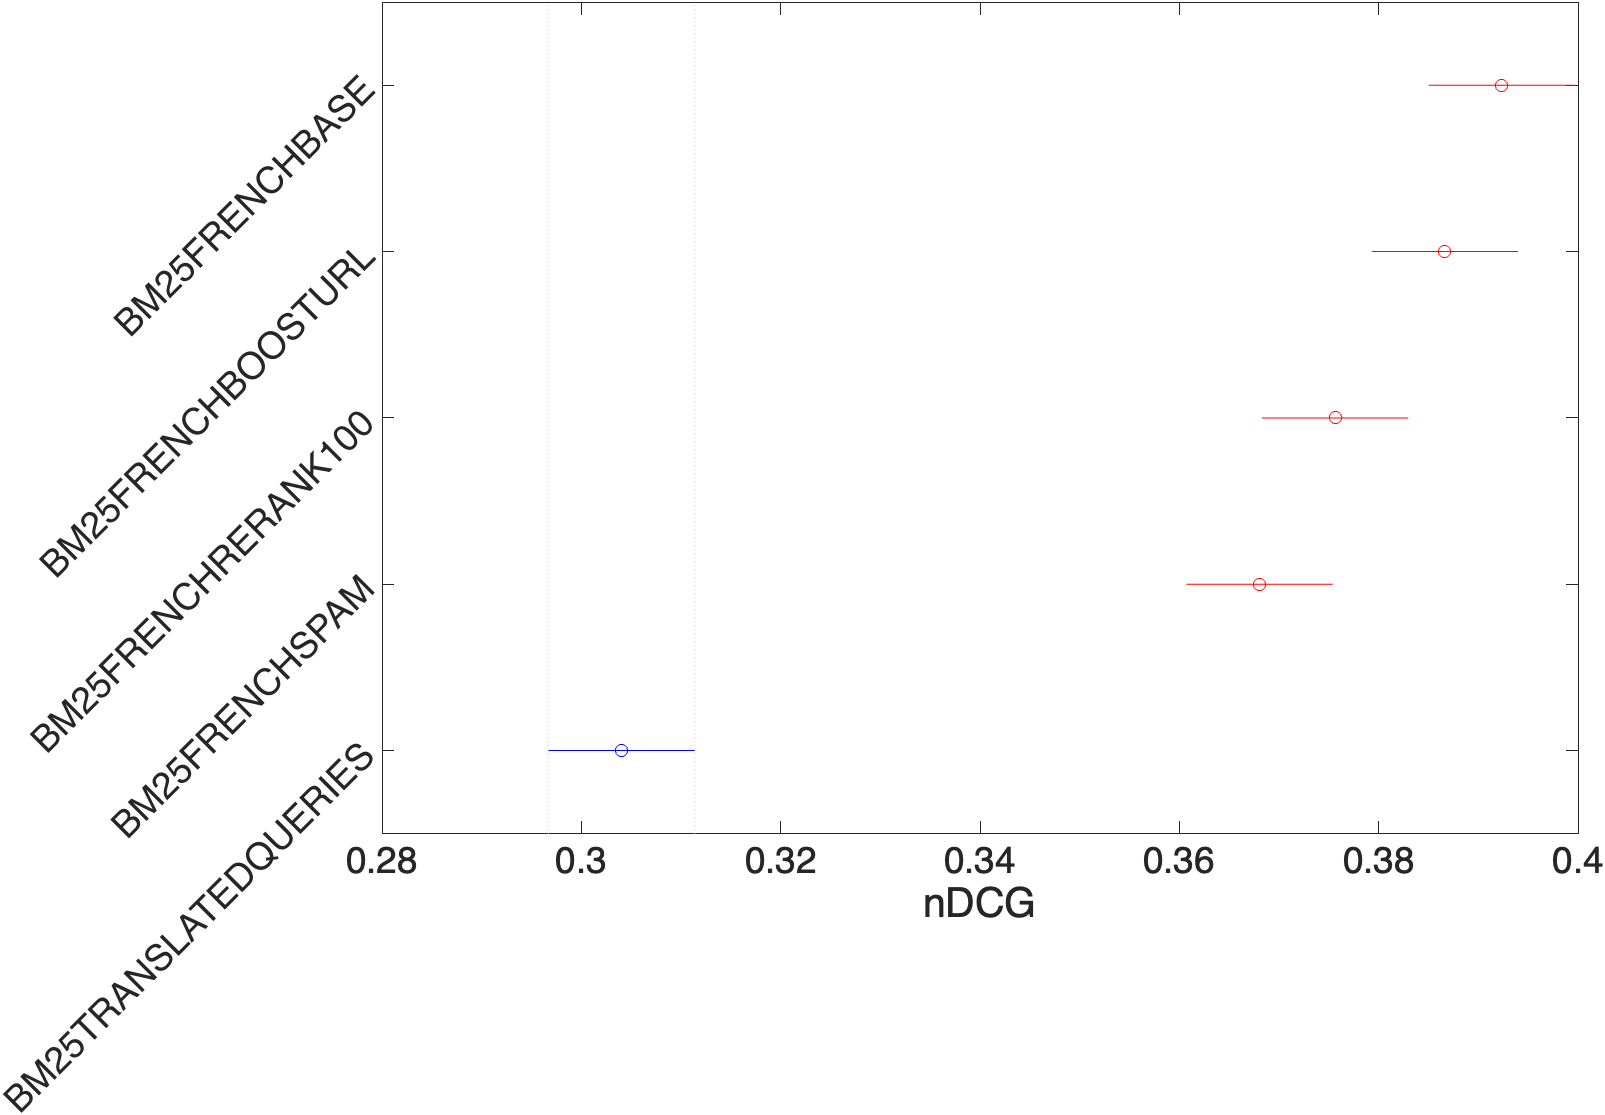 BM25FRENCHBASE
BM25FRENCHBOOSTURL
BM25FRENCHRERANK100
BM25FRENCHSPAM
BM25TRANSLATEDQUERIES
0.28 0.3 0.32 0.34 0.36 0.38 0.4
nDCG